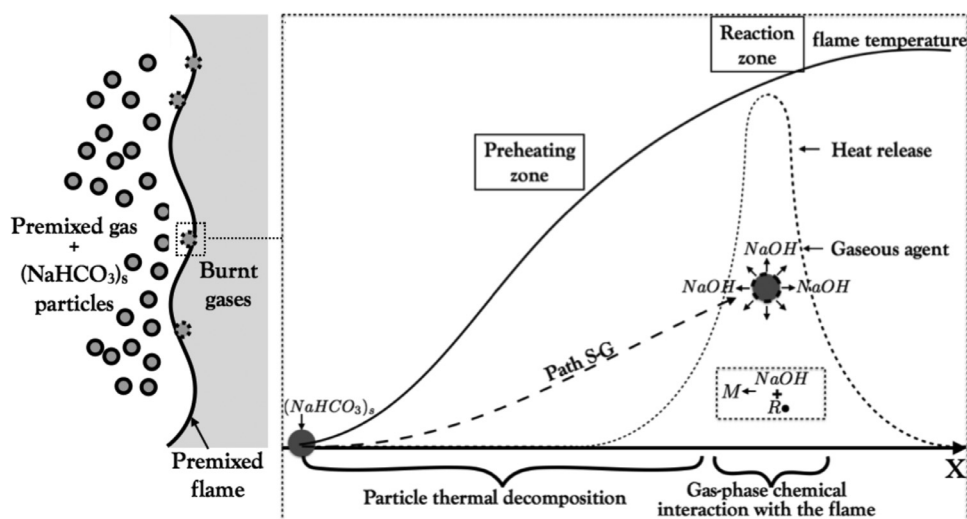 Premixed gas
+
(NaHCO3)s
particles
Burnt
gases
Premixed
flame
Reaction
zone
flame temperature
Preheating
zone
Heat release
Gaseous agent
NaOH
NaOH
NaOH
Path S-G
(NaHCO3)s
M
NaOH
+
R•
X
Particle thermal decomposition
Gas-phase chemical
interaction with the flame